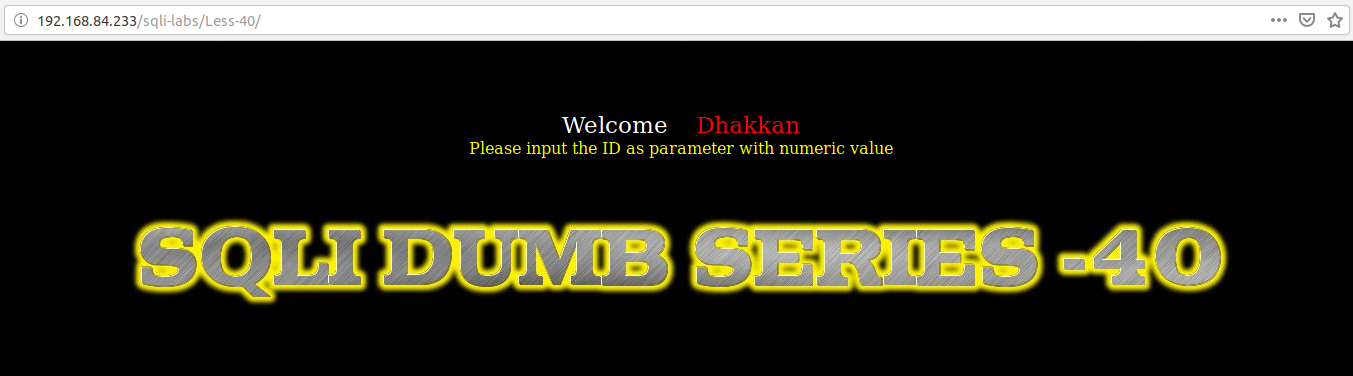 192.168.84.233/sqli-labs/Less-40/
Welcome Dhakkan
Please input the ID as parameter with numeric value
SQLI DUMB SERIES -40